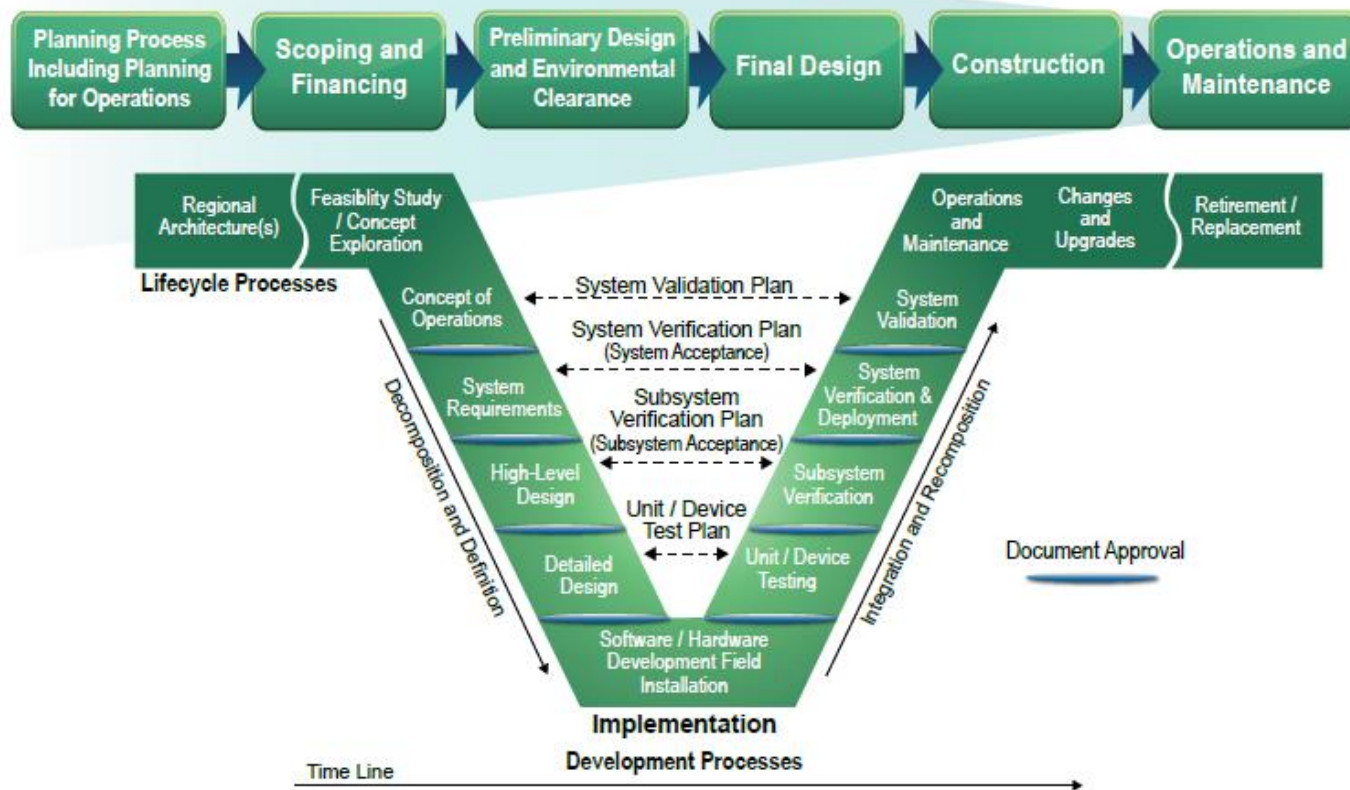 Planning Process
Including Planning
for Operations
Scoping and
Financing
Preliminary Design
and Environmental
Clearance
Final Design
Construction
Operations and
Maintenance
Regional
Architecture(s)
Feasiblity Study
/ Concept
Exploration
Operations
and
Maintenance
Changes
and
Upgrades
Retirement /
Replacement
Lifecycle Processes
Concept of
Operations
System Validation Plan
System
Validation
System Verification Plan
(System Acceptance)
System
Requirements
Subsystem
Verification Plan
(Subsystem Acceptance)
System
Verification &
Deployment
High-Level
Design
Subsystem
Verification
Unit / Device
Test Plan
Detailed
Design
Unit / Device
Testing
Decomposition and Definition
Integration and Recomposition
Document Approval
Software / Hardware
Development Field
Installation
Implementation
Development Processes
Time Line